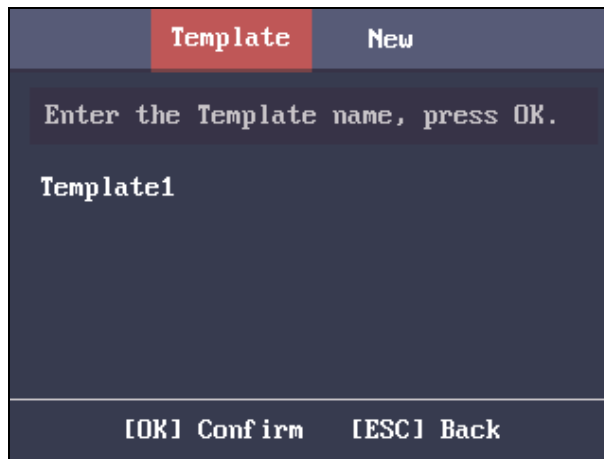 Template New
Enter the Template name, press OK.
Template1
[OK] Confirm [ESC] Back